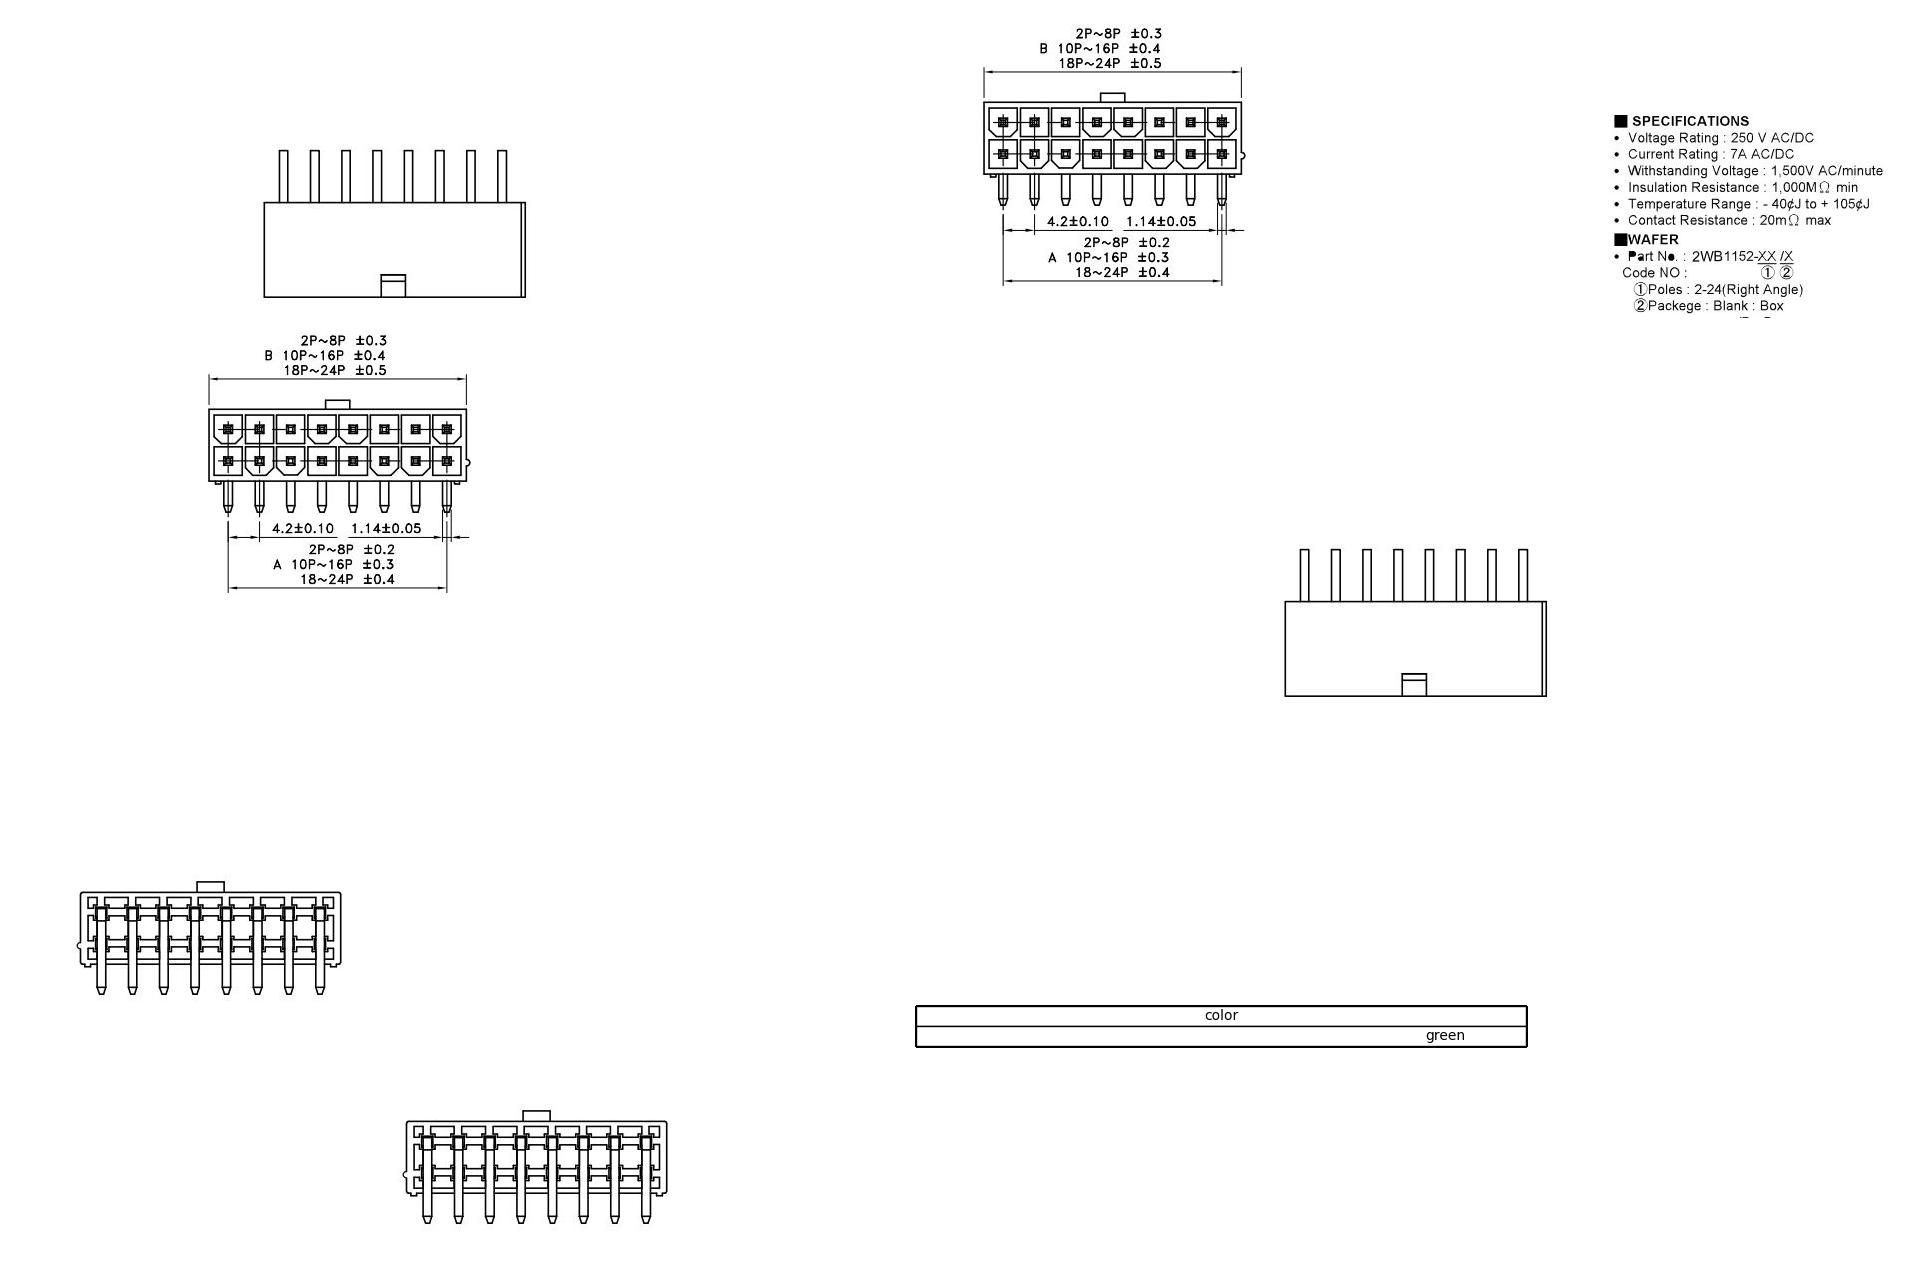 2P~8P ±0.3
B 10P~16P ±0.4
18P~24P ±0.5
4.2±0.10 1.14±0.05
2P~8P ±0.2
A 10P~16P ±0.3
18~24P ±0.4
■ SPECIFICATIONS
• Voltage Rating : 250 V AC/DC
• Current Rating : 7A AC/DC
• Withstanding Voltage : 1,500V AC/minute
• Insulation Resistance : 1,000MΩ min
• Temperature Range : - 40¢J to + 105¢J
• Contact Resistance : 20mΩ max
■WAFER
• Part No. : 2WB1152-XX /X
Code NO : ① ②
①Poles : 2-24(Right Angle)
②Packege : Blank : Box
2P~8P ±0.3
B 10P~16P ±0.4
18P~24P ±0.5
4.2±0.10 1.14±0.05
2P~8P ±0.2
A 10P~16P ±0.3
18~24P ±0.4
color
green